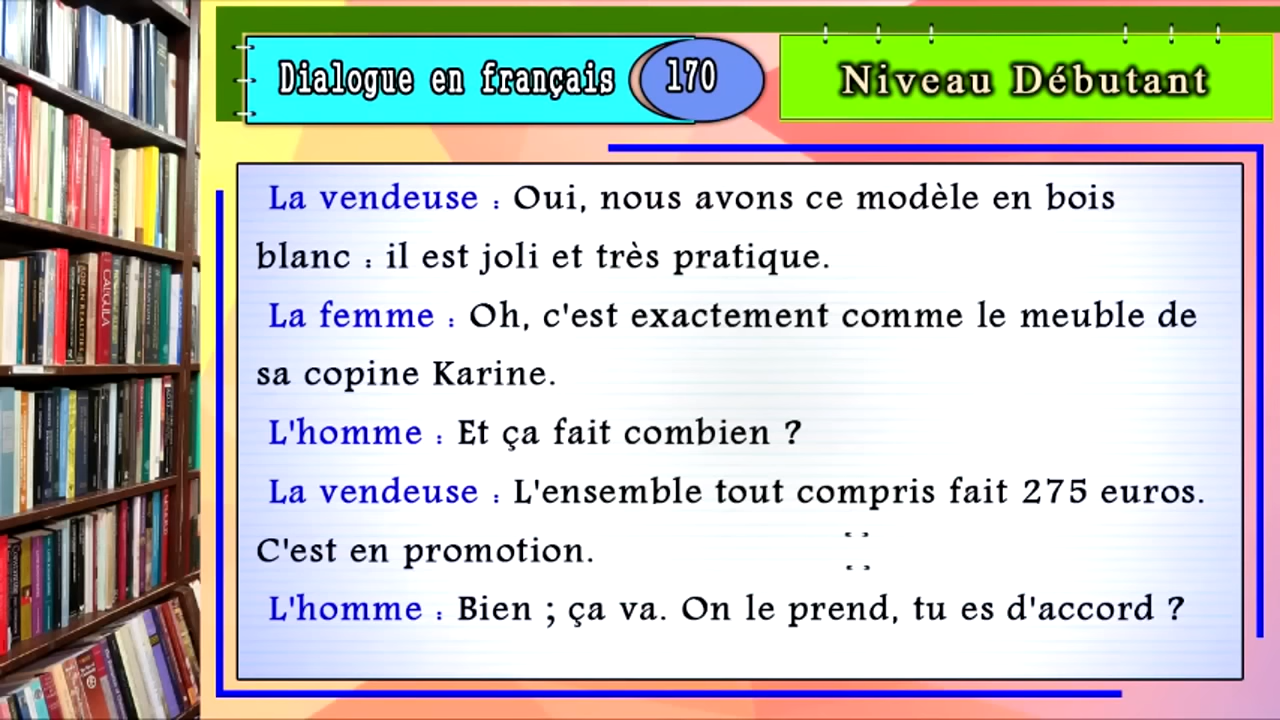 Dialogue en français 170
Niveau Débutant
La vendeuse : Oui, nous avons ce modèle en bois
blanc : il est joli et très pratique.
La femme : Oh, c'est exactement comme le meuble de
sa copine Karine.
L'homme : Et ça fait combien ?
La vendeuse : L'ensemble tout compris fait 275 euros.
C'est en promotion.
L'homme : Bien ; ça va. On le prend, tu es d'accord ?
CALIGULA
ROMAN REALITIES